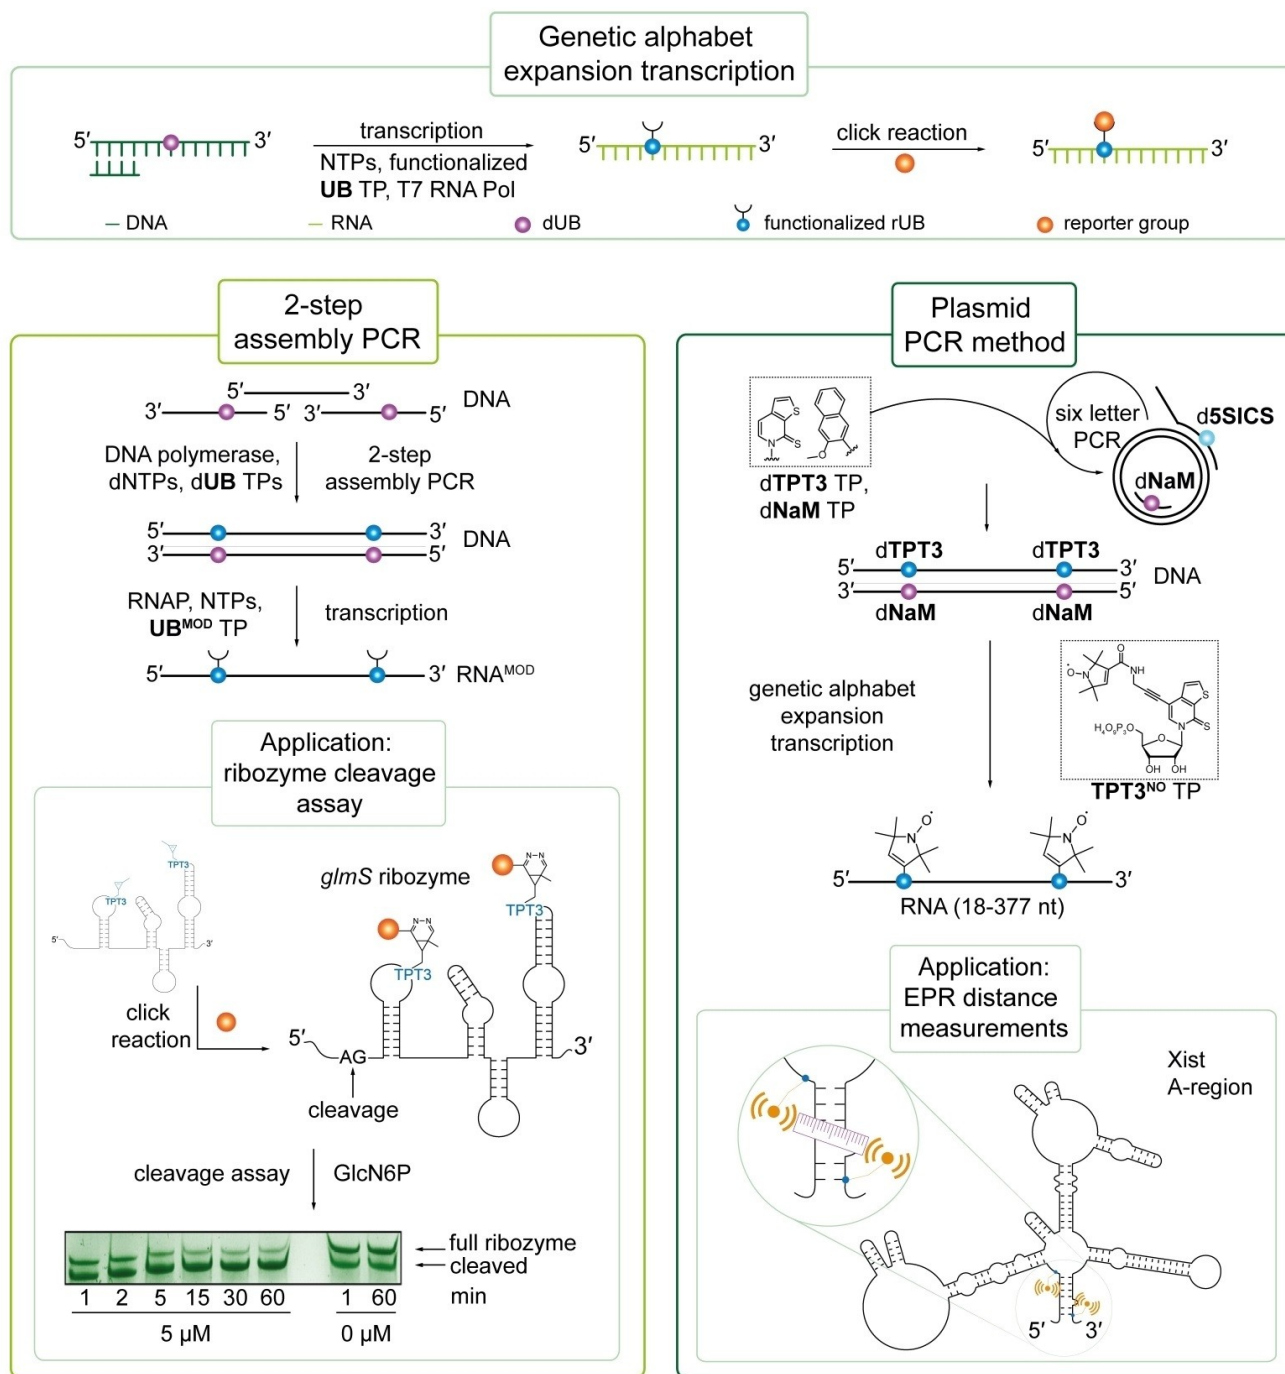 Genetic alphabet
expansion transcription
5′ 3′
transcription
NTPs, functionalized
UB TP, T7 RNA Pol
5′ 3′
click reaction
5′ 3′
DNA
RNA
dUB
functionalized rUB
reporter group
2-step
assembly PCR
5′ 3′
3′ 5′ 3′ 5′
DNA
DNA polymerase,
dNTPs, dUB TPs
2-step
assembly PCR
5′ 3′
3′ 5′
DNA
RNAP, NTPs,
UBMOD TP
transcription
5′ 3′ RNAMOD
Application:
ribozyme cleavage
assay
TPT3
TPT3
5′ 3′
click
reaction
glmS ribozyme
N=N
TPT3
N=N
TPT3
5′ AG 3′
cleavage
cleavage assay
GlcN6P
full ribozyme
cleaved
1 2 5 15 30 60 1 60 min
5 µM 0 µM
Plasmid
PCR method
S
N S
O
dTPT3 TP,
dNaM TP
six letter
PCR
d5SICS
dNaM
dTPT3 dTPT3
5′ 3′
3′ 5′
DNA
dNaM dNaM
genetic alphabet
expansion
transcription
O
O N NH
S
N S
H4O9P3O
O
OH OH
TPT3NO TP
N O
N O
5′ 3′
RNA (18-377 nt)
Application:
EPR distance
measurements
Xist
A-region
5′ 3′